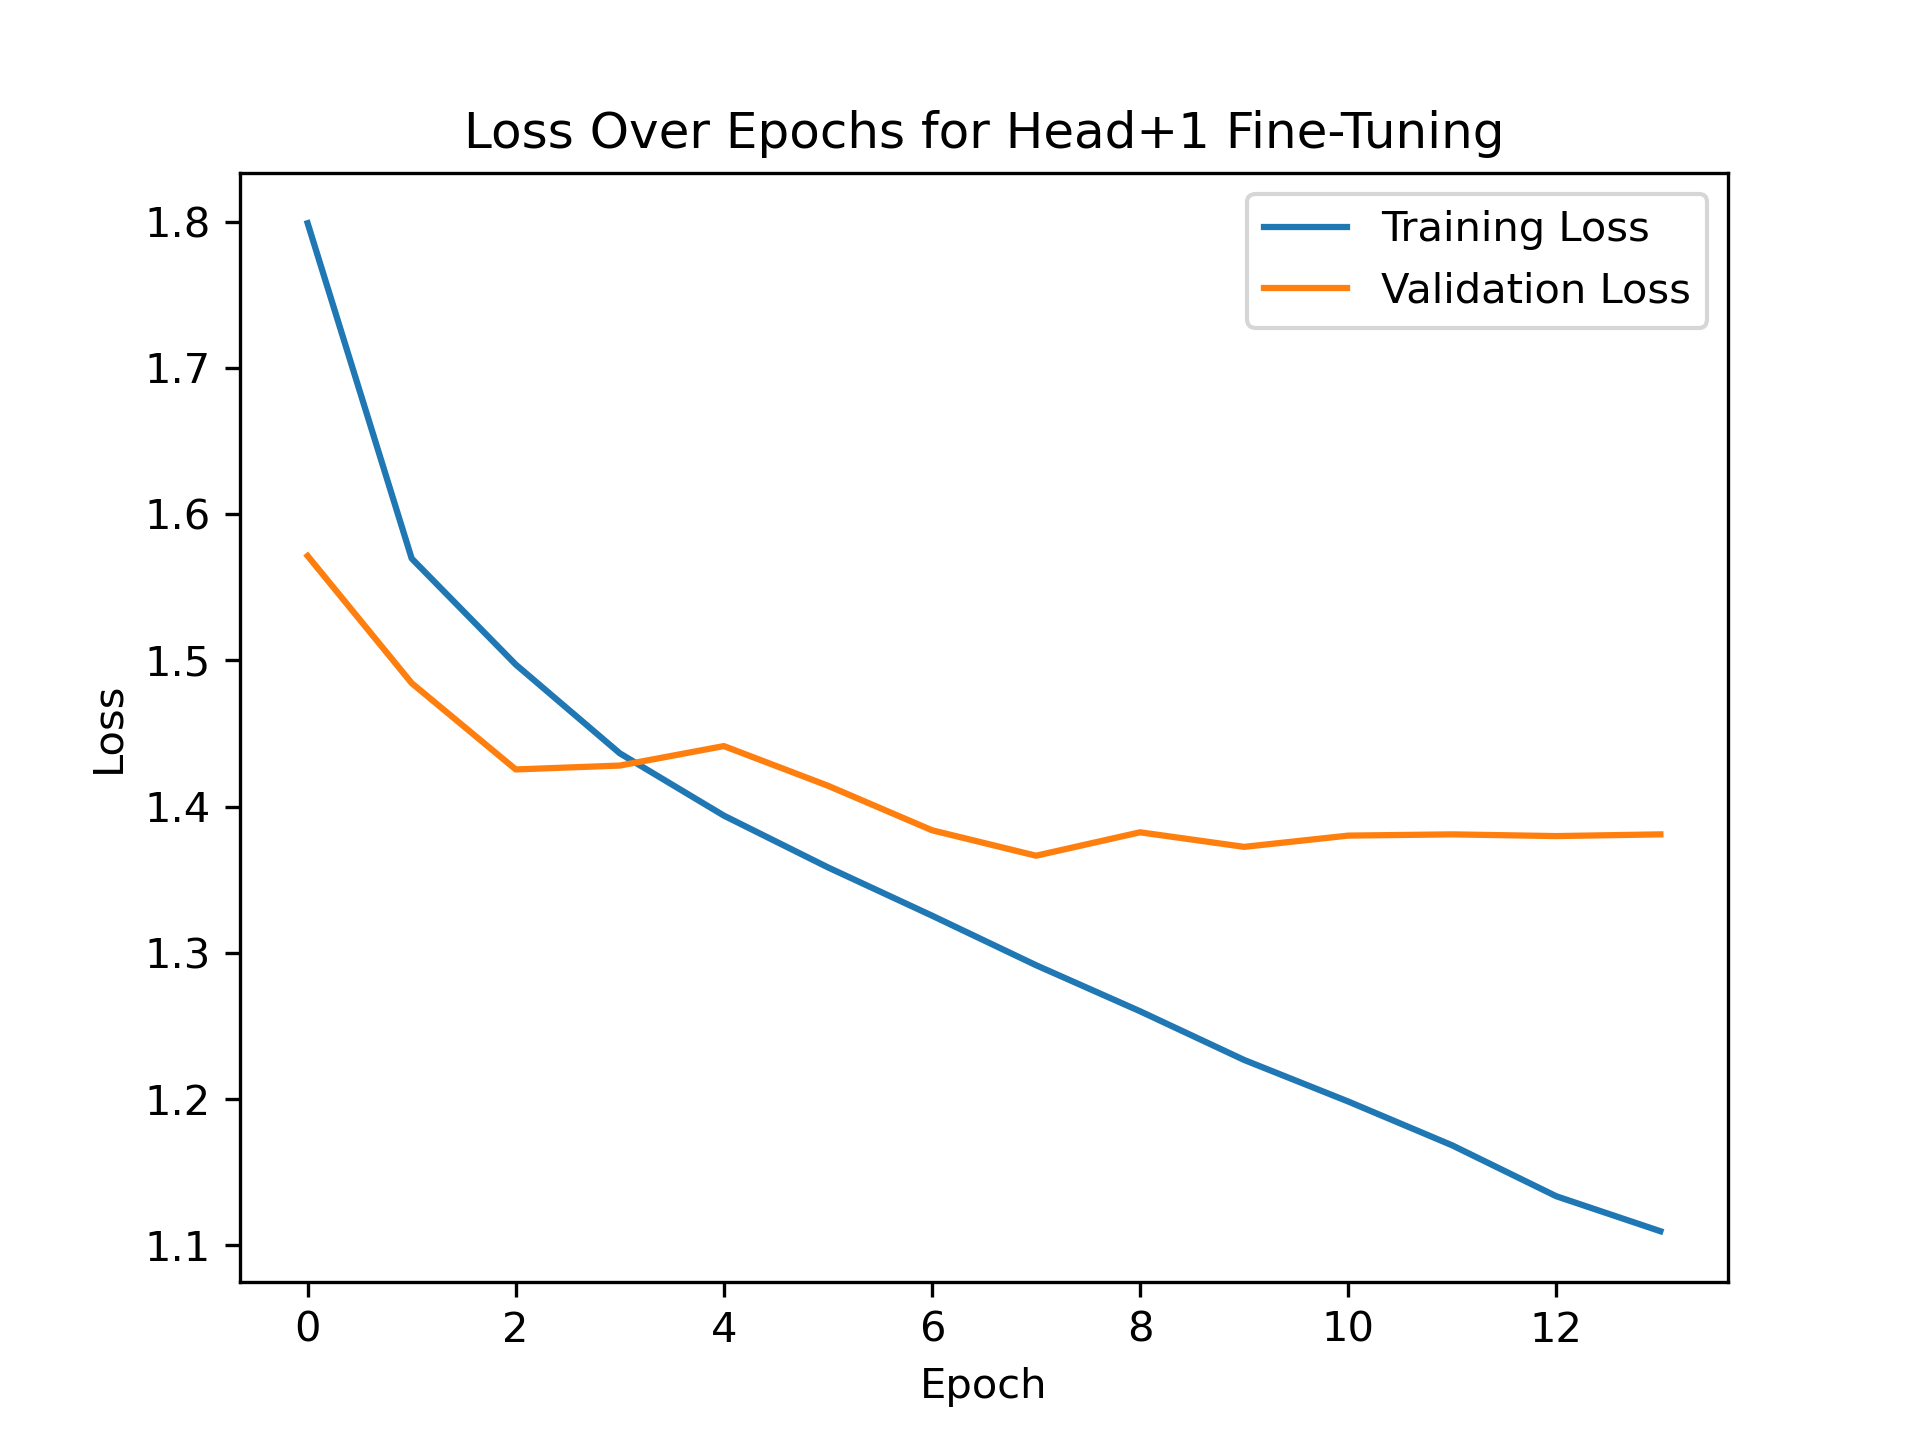 Loss Over Epochs for Head+1 Fine-Tuning
Training Loss
Validation Loss
1.8
1.7
1.6
1.5
1.4
1.3
1.2
1.1
Loss
0 2 4 6 8 10 12
Epoch